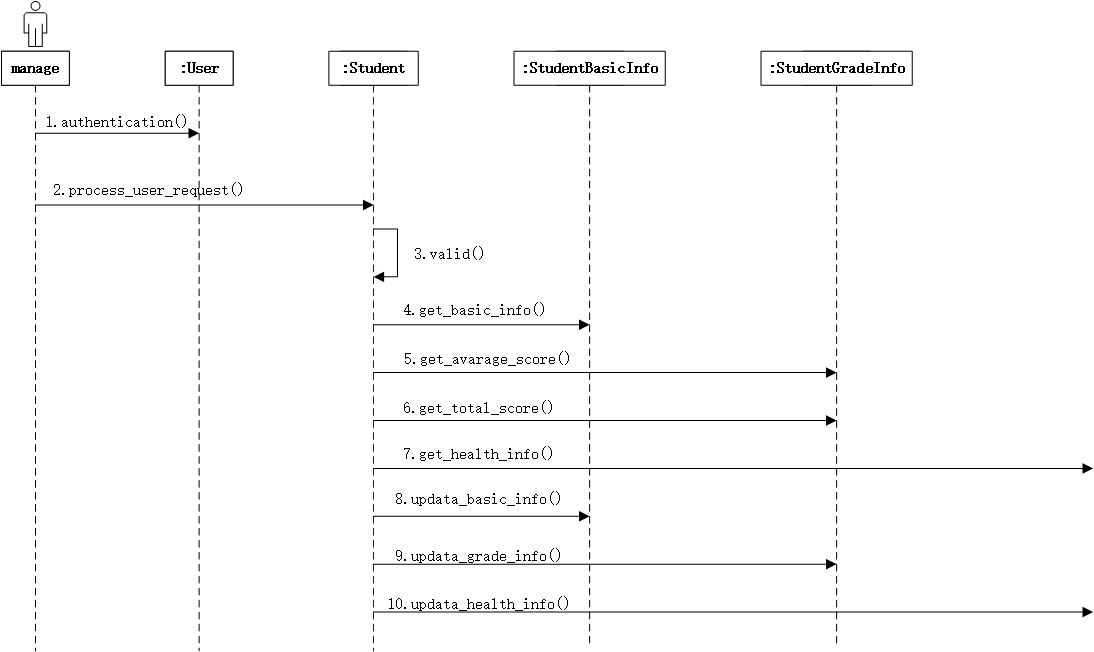 manage
:User
:Student
:StudentBasicInfo
:StudentGradeInfo
1.authentication()
2.process_user_request()
3.valid()
4.get_basic_info()
5.get_avarage_score()
6.get_total_score()
7.get_health_info()
8.updata_basic_info()
9.updata_grade_info()
10.updata_health_info()